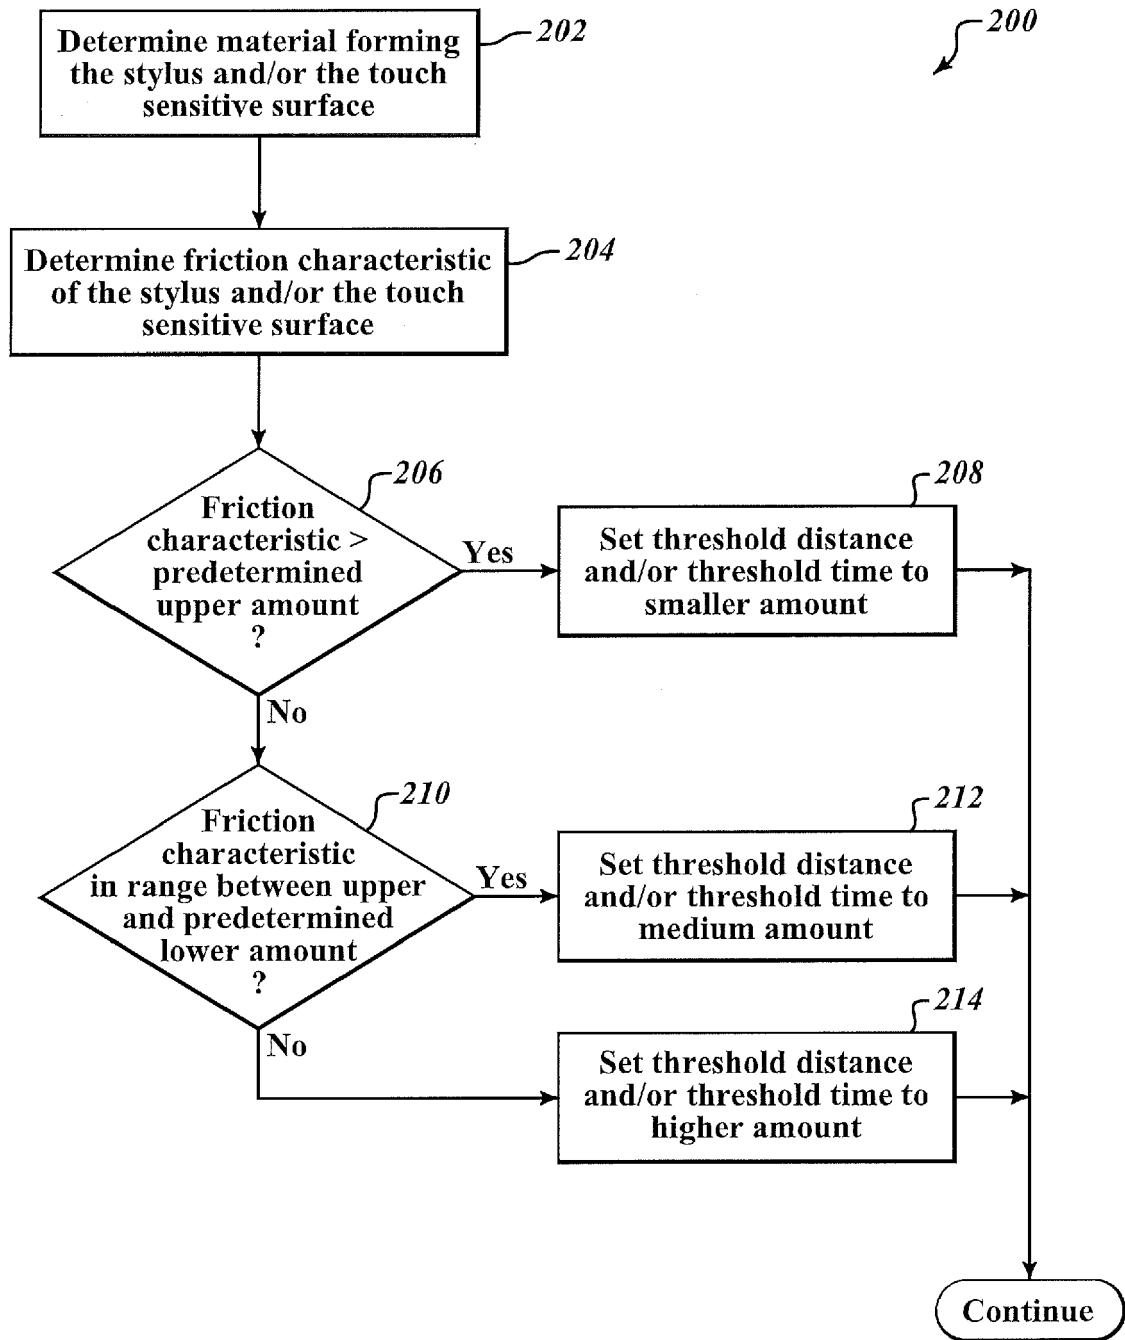 200
202
Determine material forming
the stylus and/or the touch
sensitive surface
204
Determine friction characteristic
of the stylus and/or the touch
sensitive surface
206
Friction
characteristic >
predetermined
upper amount
?
Yes
208
Set threshold distance
and/or threshold time to
smaller amount
No
210
Friction
characteristic
in range between upper
and predetermined
lower amount
?
Yes
212
Set threshold distance
and/or threshold time to
medium amount
No
214
Set threshold distance
and/or threshold time to
higher amount
Continue